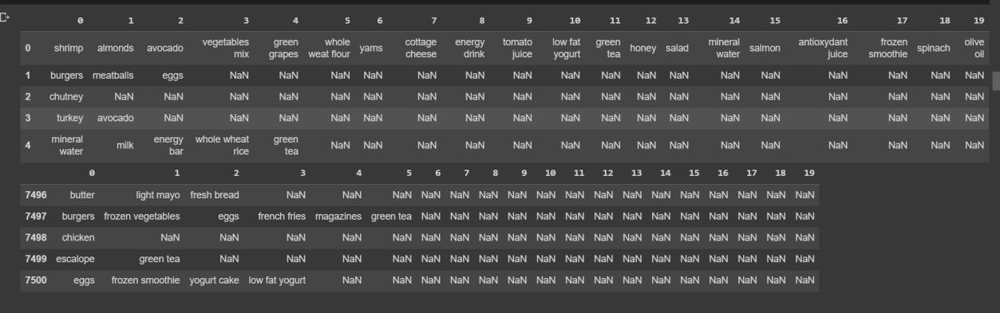 0 1 2 3 4 5 6 7 8 9 10 11 12 13 14 15 16 17 18 19
0 shrimp almonds avocado vegetables mix green grapes whole weat flour yams cottage cheese energy drink tomato juice low fat yogurt green tea honey salad mineral water salmon antioxydant juice frozen smoothie spinach olive oil
1 burgers meatballs eggs NaN NaN NaN NaN NaN NaN NaN NaN NaN NaN NaN NaN NaN NaN NaN NaN NaN
2 chutney NaN NaN NaN NaN NaN NaN NaN NaN NaN NaN NaN NaN NaN NaN NaN NaN NaN NaN NaN
3 turkey avocado NaN NaN NaN NaN NaN NaN NaN NaN NaN NaN NaN NaN NaN NaN NaN NaN NaN NaN
4 mineral water milk energy bar whole wheat rice green tea NaN NaN NaN NaN NaN NaN NaN NaN NaN NaN NaN NaN NaN NaN NaN
0 1 2 3 4 5 6 7 8 9 10 11 12 13 14 15 16 17 18 19
7496 butter light mayo fresh bread NaN NaN NaN NaN NaN NaN NaN NaN NaN NaN NaN NaN NaN NaN NaN NaN NaN
7497 burgers frozen vegetables eggs french fries magazines green tea NaN NaN NaN NaN NaN NaN NaN NaN NaN NaN NaN NaN NaN NaN
7498 chicken NaN NaN NaN NaN NaN NaN NaN NaN NaN NaN NaN NaN NaN NaN NaN NaN NaN NaN NaN
7499 escalope green tea NaN NaN NaN NaN NaN NaN NaN NaN NaN NaN NaN NaN NaN NaN NaN NaN NaN NaN
7500 eggs frozen smoothie yogurt cake low fat yogurt NaN NaN NaN NaN NaN NaN NaN NaN NaN NaN NaN NaN NaN NaN NaN NaN